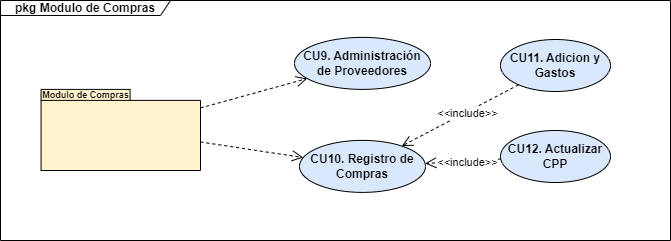 pkg Modulo de Compras
CU9. Administración
de Proveedores
CU11. Adicion y
Gastos
Modulo de Compras
<<include>>
CU10. Registro de
Compras
<<include>>
CU12. Actualizar
CPP